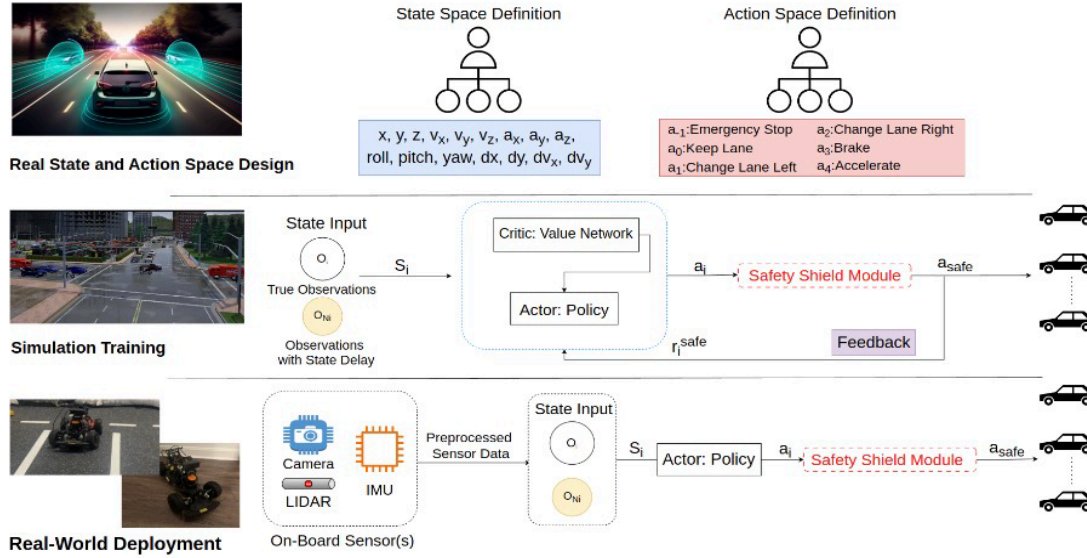 State Space Definition
Action Space Definition
x, y, z, vx, vy, vz, ax, ay, az,
roll, pitch, yaw, dx, dy, dvx, dvy
a-1:Emergency Stop
a2:Change Lane Right
a0:Keep Lane
a3:Brake
a1:Change Lane Left
a4:Accelerate
Real State and Action Space Design
State Input
Oi
True Observations
ONi
Observations
with State Delay
Si
Critic: Value Network
Actor: Policy
ai
Safety Shield Module
asafe
Feedback
risafe
Simulation Training
Camera
LIDAR
IMU
On-Board Sensor(s)
Preprocessed
Sensor Data
State Input
Oi
ONi
Si
Actor: Policy
ai
Safety Shield Module
asafe
Real-World Deployment